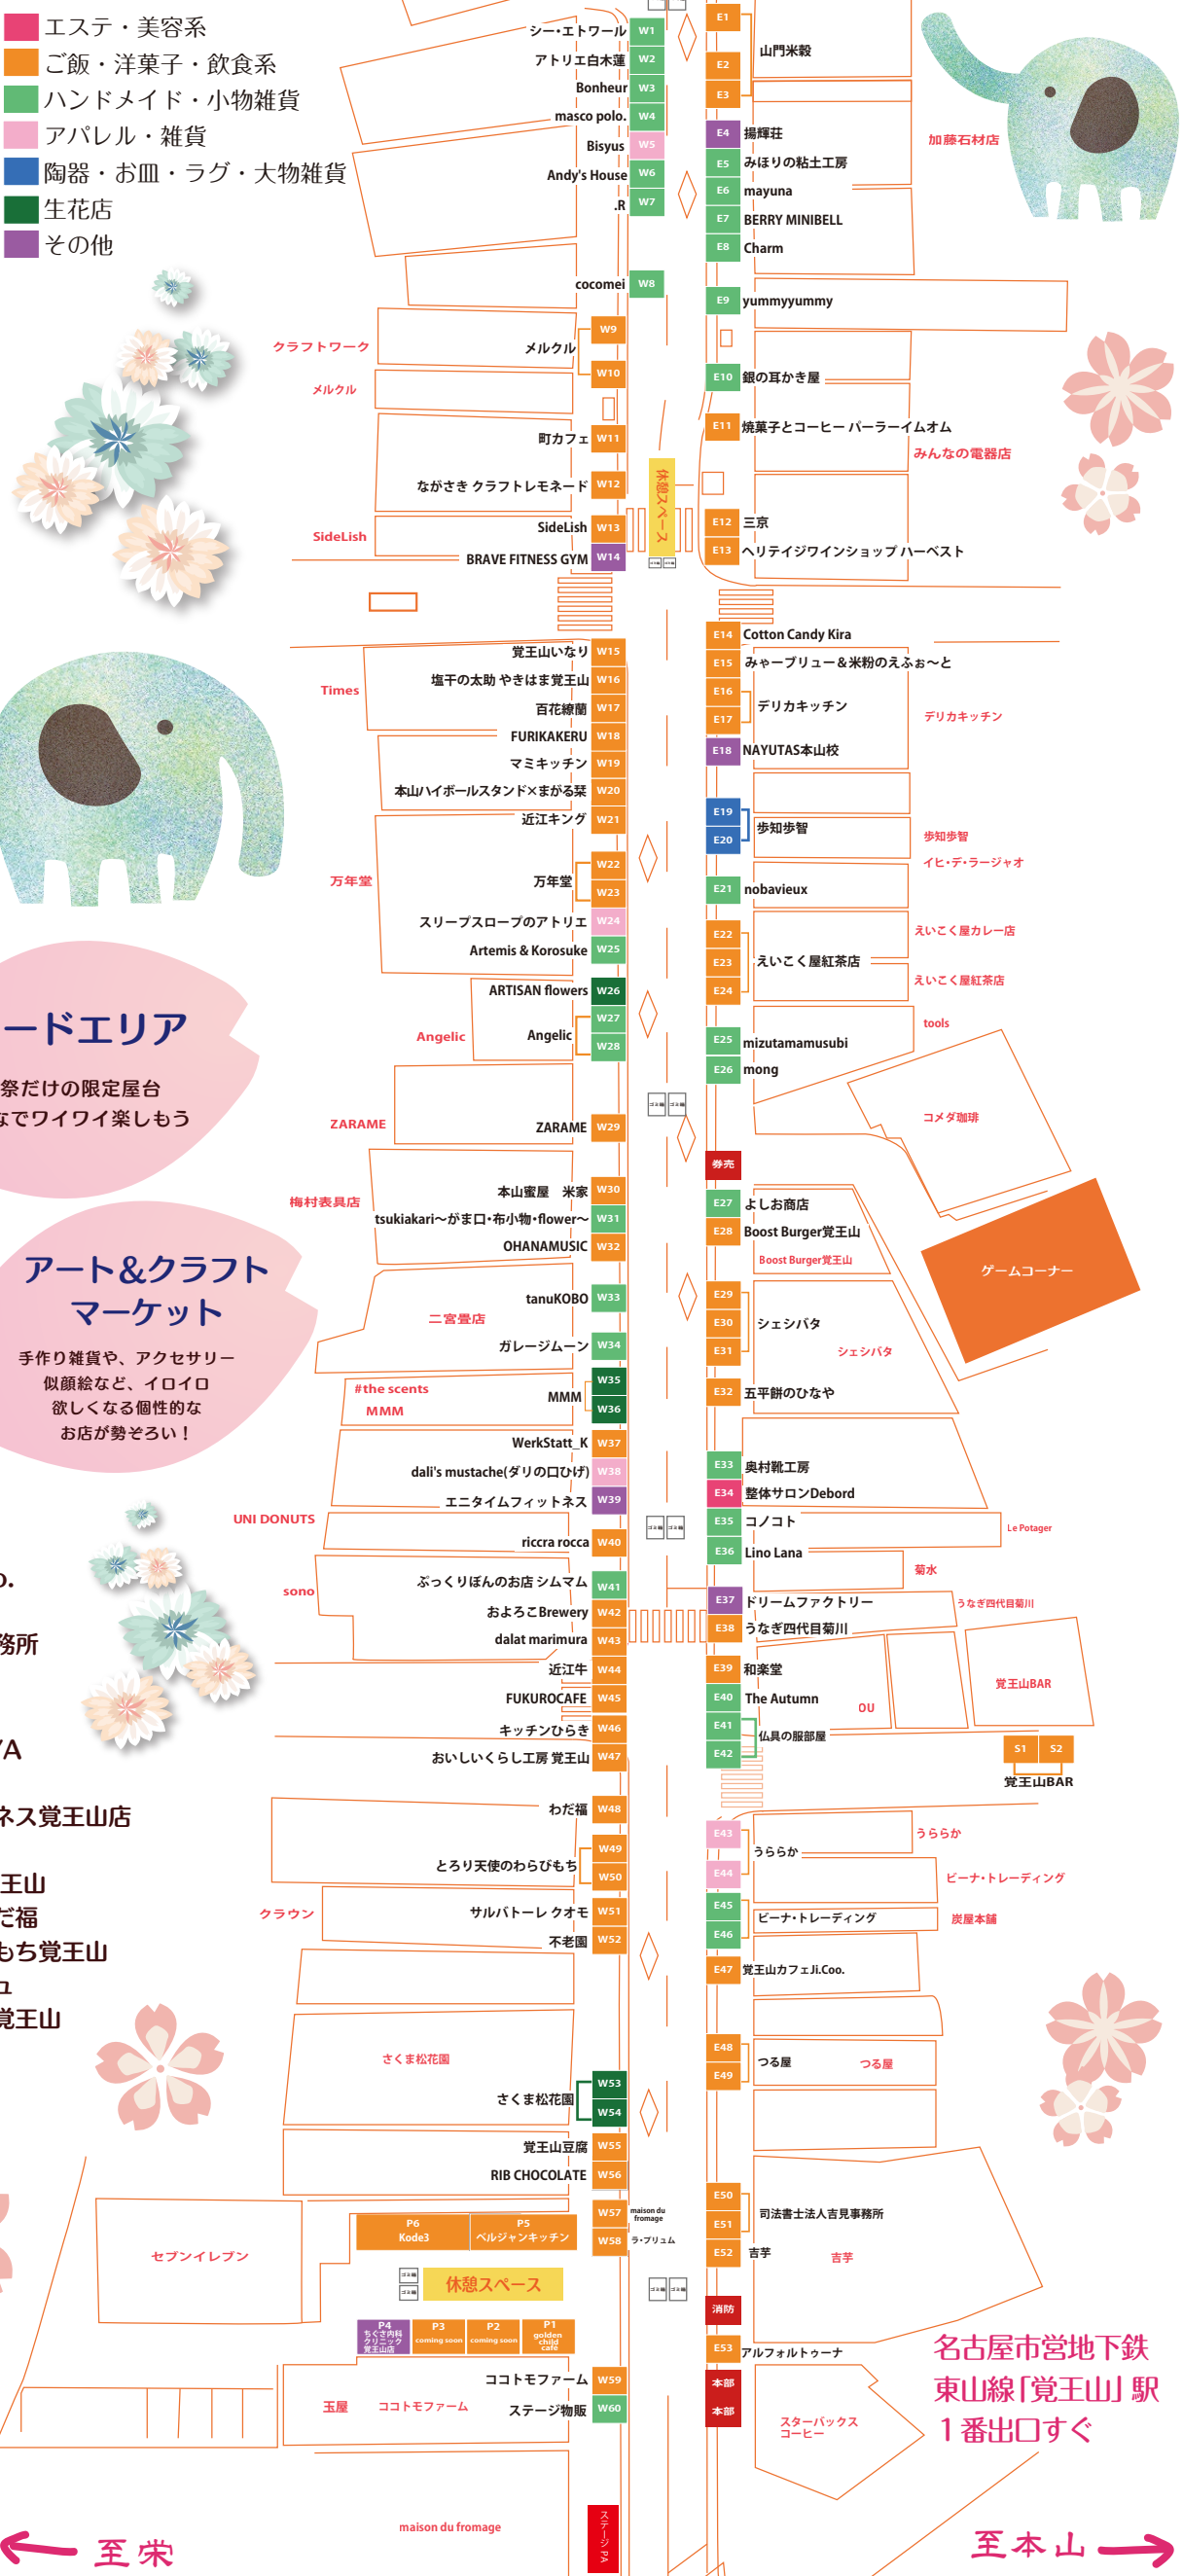 エステ・美容系
ご飯・洋菓子・飲食系
ハンドメイド・小物雑貨
アパレル・雑貨
陶器・お皿・ラグ・大物雑貨
生花店
その他
シー・エトワール W1
アトリエ白木蓮 W2
Bonheur W3
masco polo. W4
Bisyus W5
Andy's House W6
.R W7
cocomei W8
W9
メルクル
W10
クラフトワーク
メルクル
町カフェ W11
ながさき クラフトレモネード W12
SideLish W13
SideLish
BRAVE FITNESS GYM W14
休憩スペース
E1
山門米穀
E2
E3
E4 揚輝荘
加藤石材店
E5 みほりの粘土工房
E6 mayuna
E7 BERRY MINIBELL
E8 Charm
E9 yummyyummy
E10 銀の耳かき屋
E11 焼菓子とコーヒー パーラーイムオム
みんなの電器店
E12 三京
E13 ヘリテイジワインショップ ハーベスト
覚王山いなり W15
塩干の太助 やきはま覚王山 W16
Times
百花繚蘭 W17
FURIKAKERU W18
マミキッチン W19
本山ハイボールスタンド×まがる栞 W20
近江キング W21
W22
万年堂
W23
万年堂
スリープスロープのアトリエ W24
Artemis & Korosuke W25
ARTISAN flowers W26
W27
Angelic
W28
Angelic
ZARAME W29
ZARAME
E14 Cotton Candy Kira
E15 みゃーブリュー＆米粉のえふぉ〜と
E16
デリカキッチン
E17
デリカキッチン
E18 NAYUTAS本山校
E19
歩知歩智
E20
歩知歩智
イヒ・デ・ラージャオ
E21 nobavieux
E22
えいこく屋カレー店
E23 えいこく屋紅茶店
E24
えいこく屋紅茶店
tools
E25 mizutamamusubi
E26 mong
コメダ珈琲
券売
ードエリア
祭だけの限定屋台
なでワイワイ楽しもう
アート&クラフト
マーケット
手作り雑貨や、アクセサリー
似顔絵など、イロイロ
欲しくなる個性的な
お店が勢ぞろい！
本山蜜屋　米家 W30
梅村表具店
tsukiakari〜がま口・布小物・flower〜 W31
OHANAMUSIC W32
tanuKOBO W33
二宮畳店
ガレージムーン W34
W35
MMM
W36
#the scents
MMM
WerkStatt_K W37
dali's mustache(ダリの口ひげ) W38
エニタイムフィットネス W39
UNI DONUTS
riccra rocca W40
ぷっくりぽんのお店 シムマム W41
sono
およろこBrewery W42
dalat marimura W43
近江牛 W44
FUKUROCAFE W45
キッチンひらき W46
おいしいくらし工房 覚王山 W47
E27 よしお商店
E28 Boost Burger覚王山
Boost Burger覚王山
ゲームコーナー
E29
E30 シェシバタ
E31
シェシバタ
E32 五平餅のひなや
E33 奥村靴工房
E34 整体サロンDebord
E35 コノコト
Le Potager
E36 Lino Lana
菊水
E37 ドリームファクトリー
うなぎ四代目菊川
E38 うなぎ四代目菊川
E39 和楽堂
覚王山BAR
E40 The Autumn
OU
E41
仏具の服部屋
E42
S1 S2
覚王山BAR
o.
務所
YA
ネス覚王山店
王山
だ福
もち覚王山
ュ
覚王山
わだ福 W48
W49
とろり天使のわらびもち
W50
クラウン
サルバトーレ クオモ W51
不老園 W52
さくま松花園
W53
さくま松花園
W54
覚王山豆腐 W55
RIB CHOCOLATE W56
W57 maison du
fromage
W58 ラ・プリュム
P6
Kode3
P5
ベルジャンキッチン
セブンイレブン
休憩スペース
P4
ちぐさ内科
クリニック
覚王山店
P3
coming soon
P2
coming soon
P1
golden
child
cafe
ココトモファーム W59
玉屋
ココトモファーム
ステージ物販 W60
E43
うららか
E44
うららか
ピーナ・トレーディング
E45
ピーナ・トレーディング
E46
炭屋本舗
E47 覚王山カフェJi.Coo.
E48
つる屋
E49
つる屋
E50
司法書士法人吉見事務所
E51
E52 吉芋
吉芋
消防
E53 アルフォルトゥーナ
本部
本部
スターバックス
コーヒー
名古屋市営地下鉄
東山線「覚王山」駅
１番出口すぐ
maison du fromage
ステージ PA
至栄
至本山